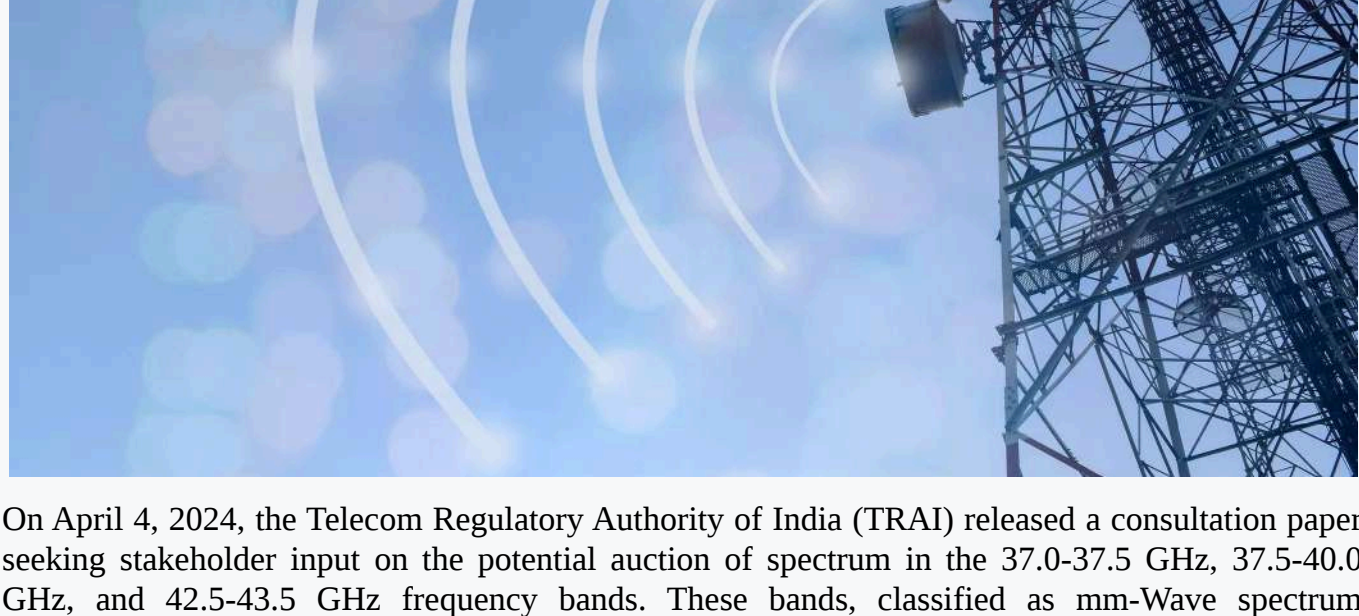 On April 4, 2024, the Telecom Regulatory Authority of India (TRAI) released a consultation paper
seeking stakeholder input on the potential auction of spectrum in the 37.0-37.5 GHz, 37.5-40.0
GHz, and 42.5-43.5 GHz frequency bands. These bands, classified as mm-Wave spectrum